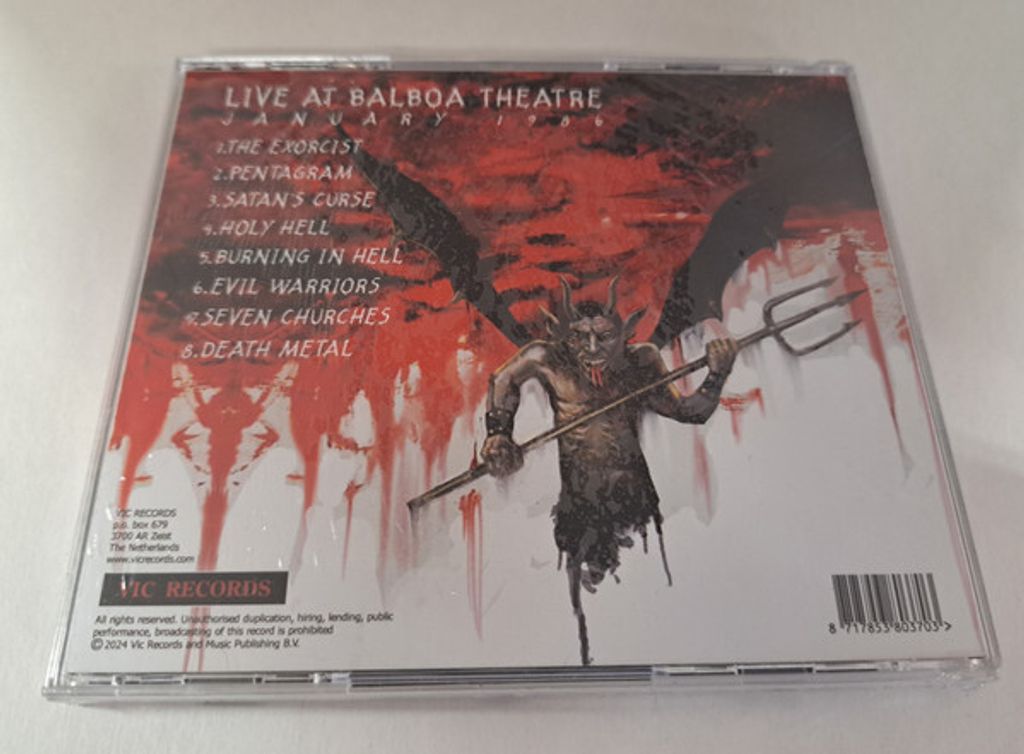 LIVE AT BALBOA THEATRE
JANUARY 1986
1.THE EXORCIST
2.PENTAGRAM
3.SATAN'S CURSE
4.HOLY HELL
5.BURNING IN HELL
6.EVIL WARRIORS
7.SEVEN CHURCHES
8.DEATH METAL
VIC RECORDS
p.o. box 679
3700 AR Zeist
The Netherlands
www.vicrecords.com
VIC RECORDS
All rights reserved. Unauthorised duplication, hiring, lending, public
performance, broadcasting of this record is prohibited
©2024 Vic Records and Music Publishing B.V.
8 717853 803703 >